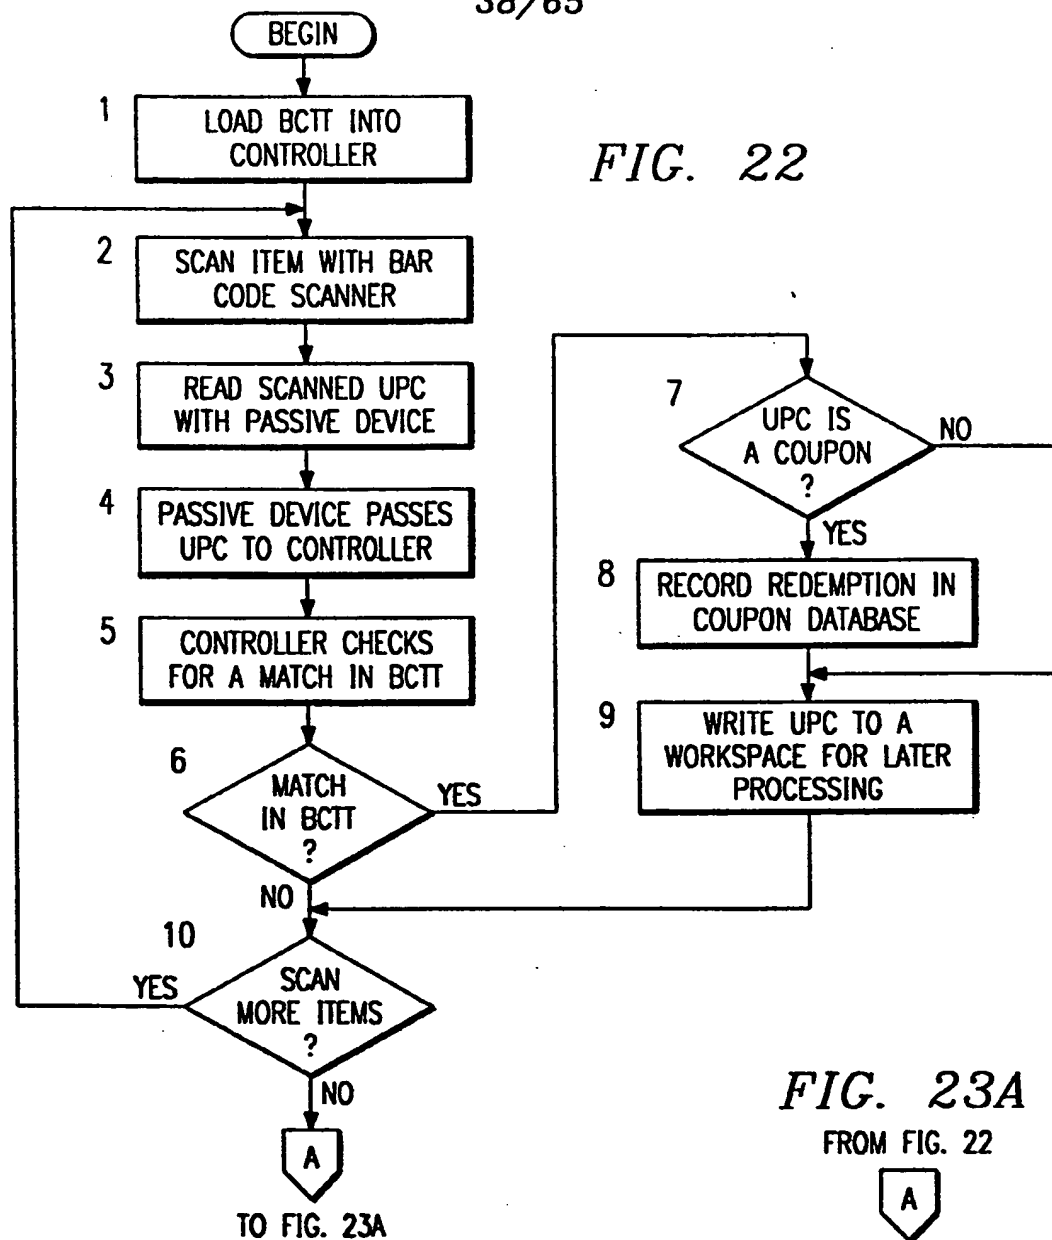 38/65
BEGIN
1
LOAD BCTT INTO
CONTROLLER
FIG. 22
2
SCAN ITEM WITH BAR
CODE SCANNER
3
READ SCANNED UPC
WITH PASSIVE DEVICE
4
PASSIVE DEVICE PASSES
UPC TO CONTROLLER
5
CONTROLLER CHECKS
FOR A MATCH IN BCTT
6
MATCH
IN BCTT
?
YES
NO
7
UPC IS
A COUPON
?
NO
YES
8
RECORD REDEMPTION IN
COUPON DATABASE
9
WRITE UPC TO A
WORKSPACE FOR LATER
PROCESSING
10
SCAN
MORE ITEMS
?
YES
NO
A
TO FIG. 23A
FIG. 23A
FROM FIG. 22
A